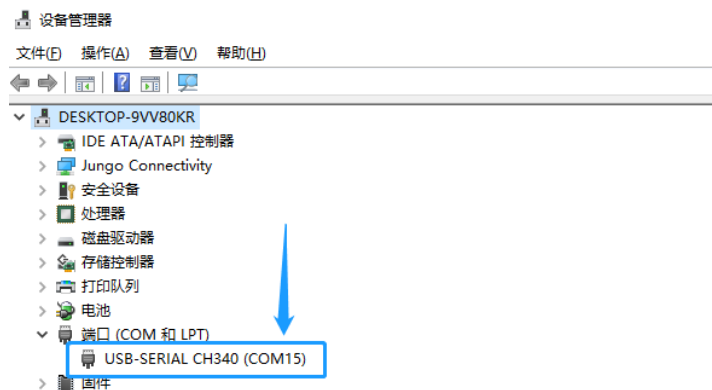 设备管理器
文件(F) 操作(A) 查看(V) 帮助(H)
DESKTOP-9VV80KR
IDE ATA/ATAPI 控制器
Jungo Connectivity
安全设备
处理器
磁盘驱动器
存储控制器
打印队列
电池
端口 (COM 和 LPT)
USB-SERIAL CH340 (COM15)
固件